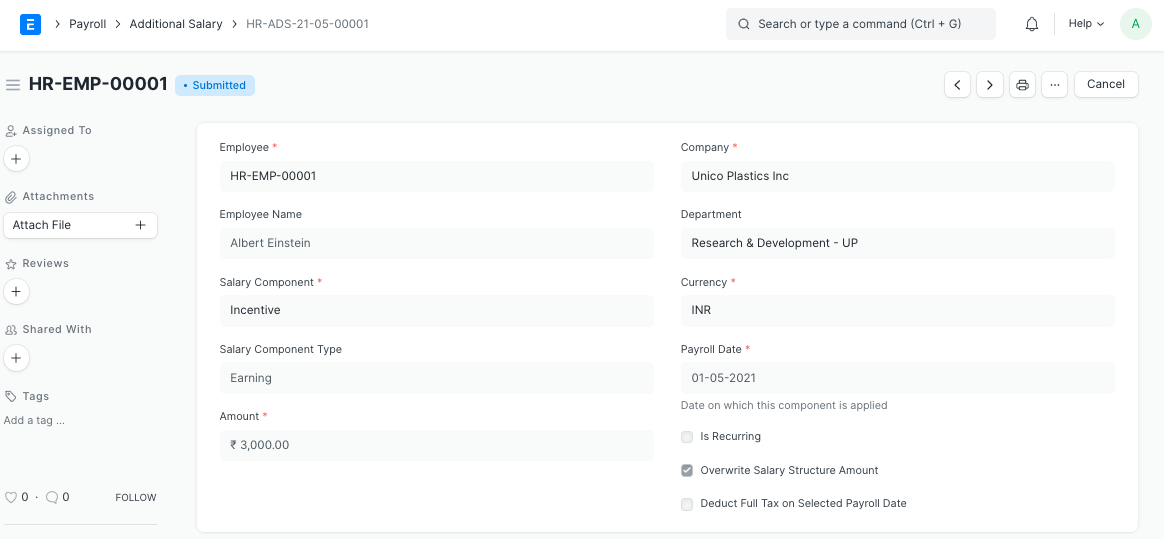 E Payroll Additional Salary HR-ADS-21-05-00001 Search or type a command (Ctrl + G) Help A
HR-EMP-00001 • Submitted ... Cancel
Assigned To
+
Attachments
Attach File +
Reviews
+
Shared With
+
Tags
Add a tag ...
0 · 0 FOLLOW
Employee *
HR-EMP-00001
Employee Name
Albert Einstein
Salary Component *
Incentive
Salary Component Type
Earning
Amount *
₹ 3,000.00
Company *
Unico Plastics Inc
Department
Research & Development - UP
Currency *
INR
Payroll Date *
01-05-2021
Date on which this component is applied
Is Recurring
Overwrite Salary Structure Amount
Deduct Full Tax on Selected Payroll Date